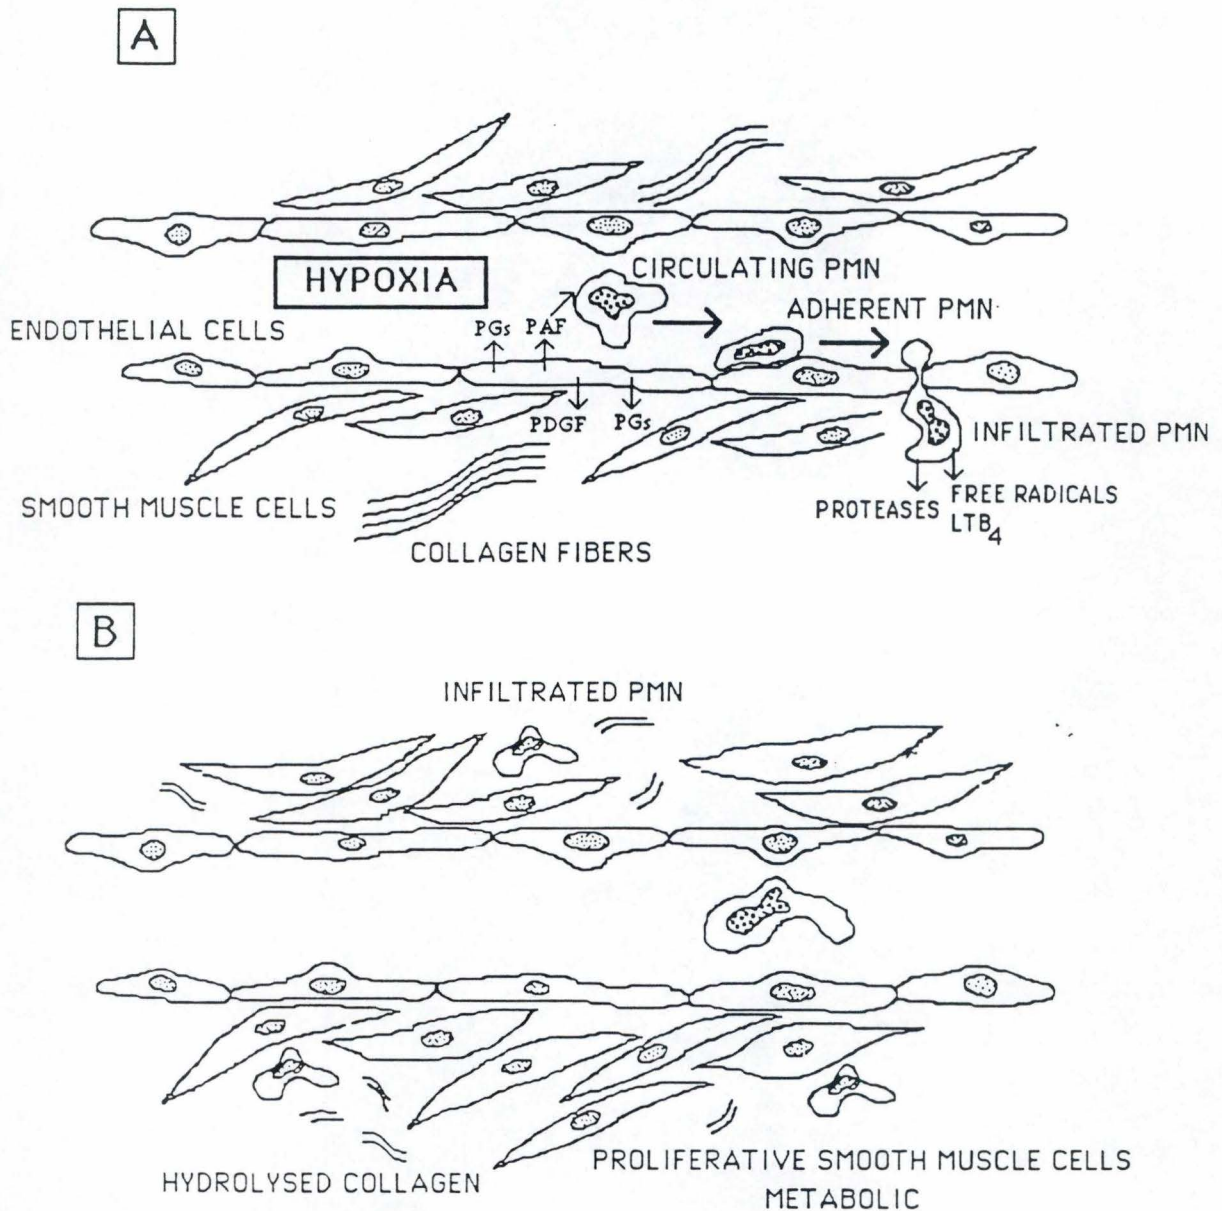 A
CIRCULATING PMN
HYPOXIA
ADHERENT PMN
ENDOTHELIAL CELLS
PGs PAF
PDGF PGs
INFILTRATED PMN
SMOOTH MUSCLE CELLS
PROTEASES
FREE RADICALS
LTB4
COLLAGEN FIBERS
B
INFILTRATED PMN
HYDROLYSED COLLAGEN
PROLIFERATIVE SMOOTH MUSCLE CELLS
METABOLIC